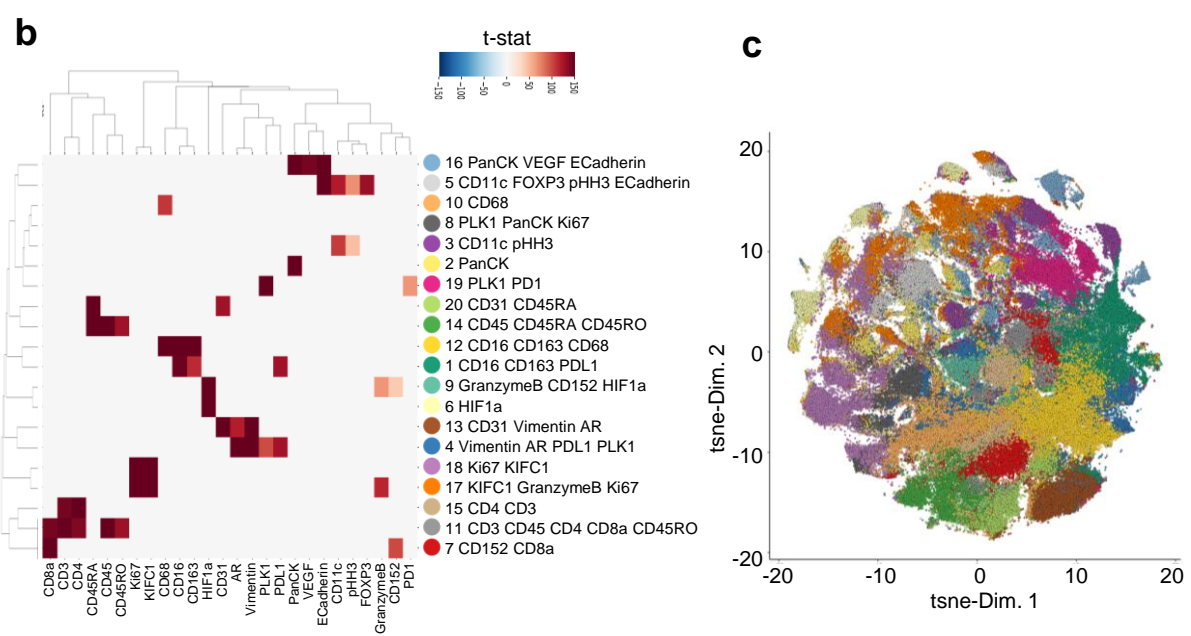 b
t-stat
-150 -100 -50 0 50 100 150
16 PanCK VEGF ECadherin
5 CD11c FOXP3 pHH3 ECadherin
10 CD68
8 PLK1 PanCK Ki67
3 CD11c pHH3
2 PanCK
19 PLK1 PD1
20 CD31 CD45RA
14 CD45 CD45RA CD45RO
12 CD16 CD163 CD68
1 CD16 CD163 PDL1
9 GranzymeB CD152 HIF1a
6 HIF1a
13 CD31 Vimentin AR
4 Vimentin AR PDL1 PLK1
18 Ki67 KIFC1
17 KIFC1 GranzymeB Ki67
15 CD4 CD3
11 CD3 CD45 CD4 CD8a CD45RO
7 CD152 CD8a
CD8a
CD3
CD4
CD45RA
CD45
CD45RO
Ki67
KIFC1
CD68
CD16
CD163
HIF1a
CD31
AR
Vimentin
PLK1
PDL1
PanCK
VEGF
ECadherin
CD11c
pHH3
FOXP3
GranzymeB
CD152
PD1
c
20
10
0
-10
-20
tsne-Dim. 2
-20 -10 0 10 20
tsne-Dim. 1